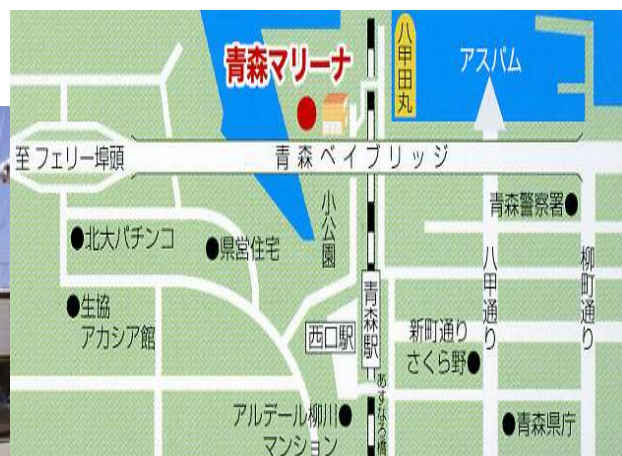 青森マリーナ
八甲田丸
アスパム
至フェリー埠頭
青森ベイブリッジ
小公園
青森警察署
北大パチンコ
県営住宅
八甲通り
柳町通り
生協
アカシア館
青森駅
西口駅
新町通り
さくら野
あすなろ橋
アルデール柳川
マンション
青森県庁